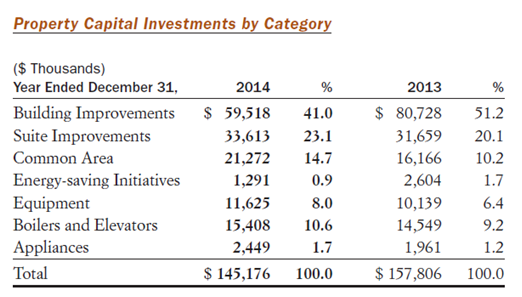 Property Capital Investments by Category
($ Thousands)
Year Ended December 31, 2014 % 2013 %
Building Improvements $ 59,518 41.0 $ 80,728 51.2
Suite Improvements 33,613 23.1 31,659 20.1
Common Area 21,272 14.7 16,166 10.2
Energy-saving Initiatives 1,291 0.9 2,604 1.7
Equipment 11,625 8.0 10,139 6.4
Boilers and Elevators 15,408 10.6 14,549 9.2
Appliances 2,449 1.7 1,961 1.2
Total $ 145,176 100.0 $ 157,806 100.0